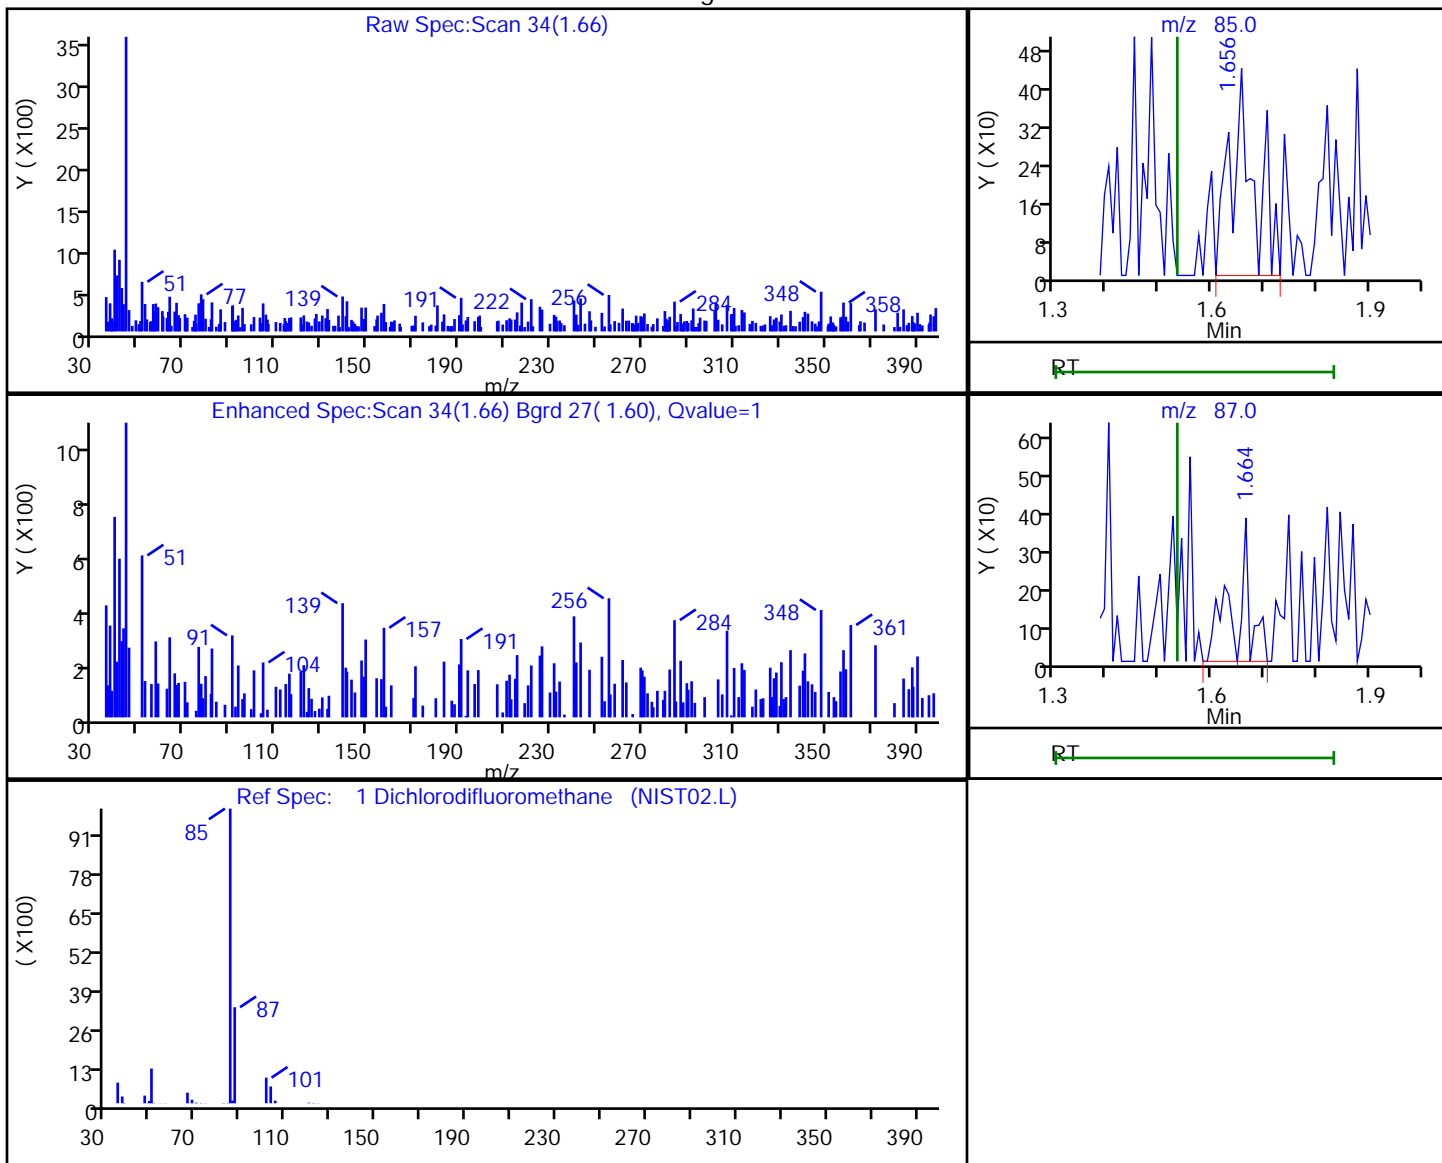 Raw Spec:Scan 34(1.66)
Y ( X100)
35
30
25
20
15
10
5
0
51
77
139
191
222
256
284
348
358
30 70 110 150 190 230 270 310 350 390
m/z
m/z 85.0
Y ( X10)
48
40
32
24
16
8
0
1.656
1.3 1.6 1.9
Min
RT
Enhanced Spec:Scan 34(1.66) Bgrd 27( 1.60), Qvalue=1
Y ( X100)
10
8
6
4
2
0
51
91
104
139
157
191
256
284
348
361
30 70 110 150 190 230 270 310 350 390
m/z
m/z 87.0
Y ( X10)
60
50
40
30
20
10
0
1.664
1.3 1.6 1.9
Min
RT
Ref Spec: 1 Dichlorodifluoromethane (NIST02.L)
( X100)
91
78
65
52
39
26
13
0
85
87
101
30 70 110 150 190 230 270 310 350 390